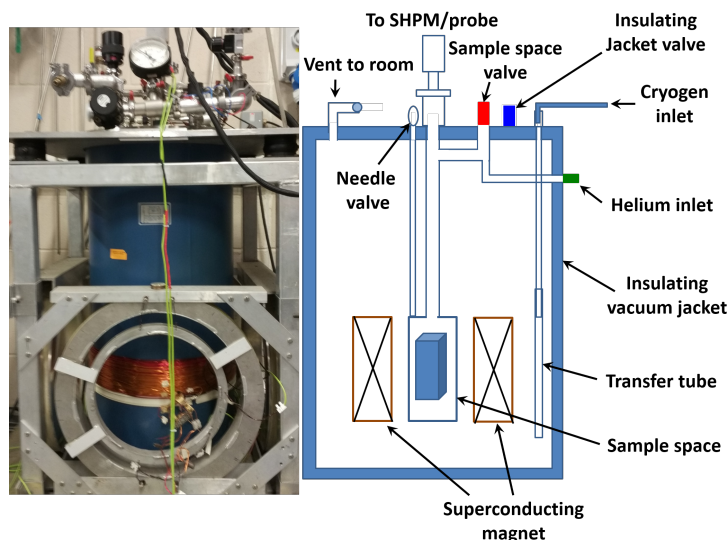 To SHPM/probe
Insulating
Jacket valve
Sample space
valve
Vent to room
Cryogen
inlet
Needle
valve
Helium inlet
Insulating
vacuum jacket
Transfer tube
Sample space
Superconducting
magnet